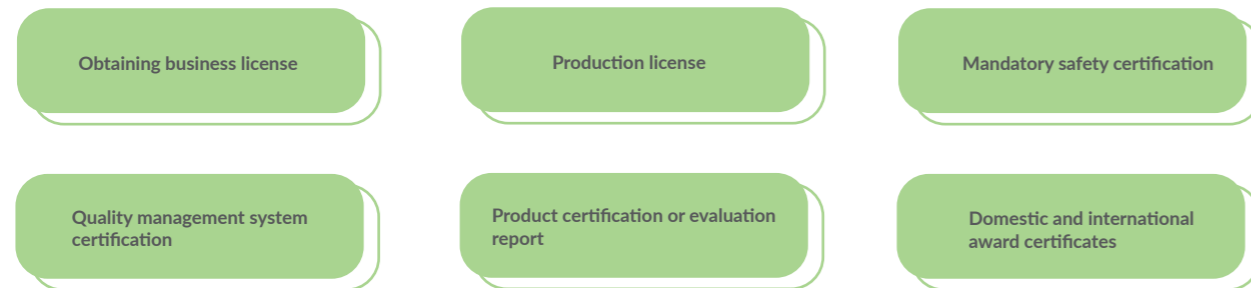 Obtaining business license
Production license
Mandatory safety certification
Quality management system
certification
Product certification or evaluation
report
Domestic and international
award certificates